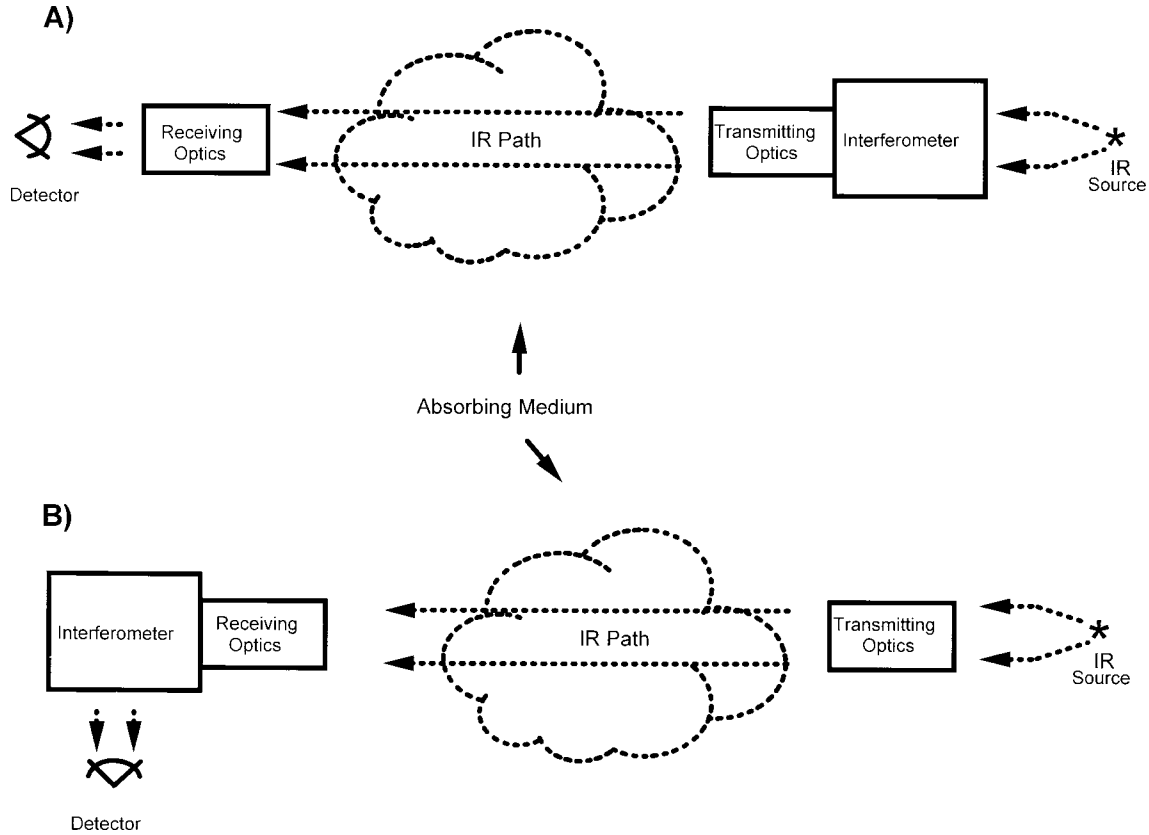 A)
Receiving
Optics
IR Path
Transmitting
Optics
Interferometer
IR
Source
Detector
Absorbing Medium
B)
Interferometer
Receiving
Optics
IR Path
Transmitting
Optics
IR
Source
Detector